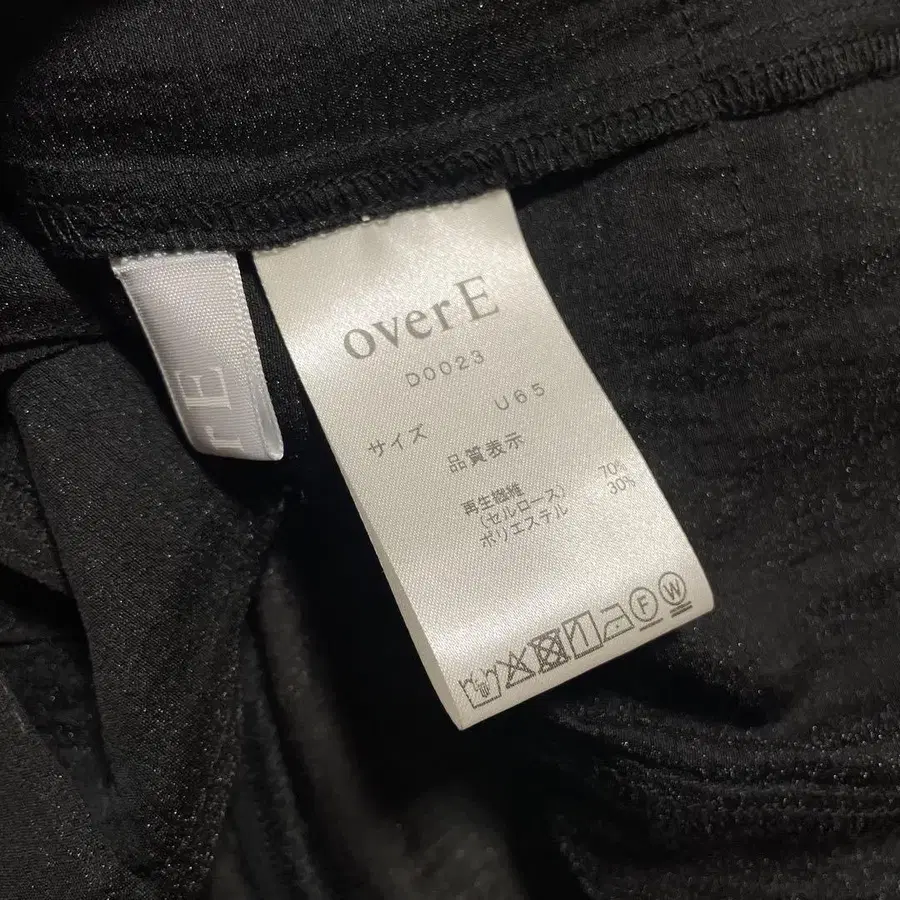 overE
D0023
サイズ U65
品質表示
再生繊維 70%
(セルロース)
ポリエステル 30%
F W
r E